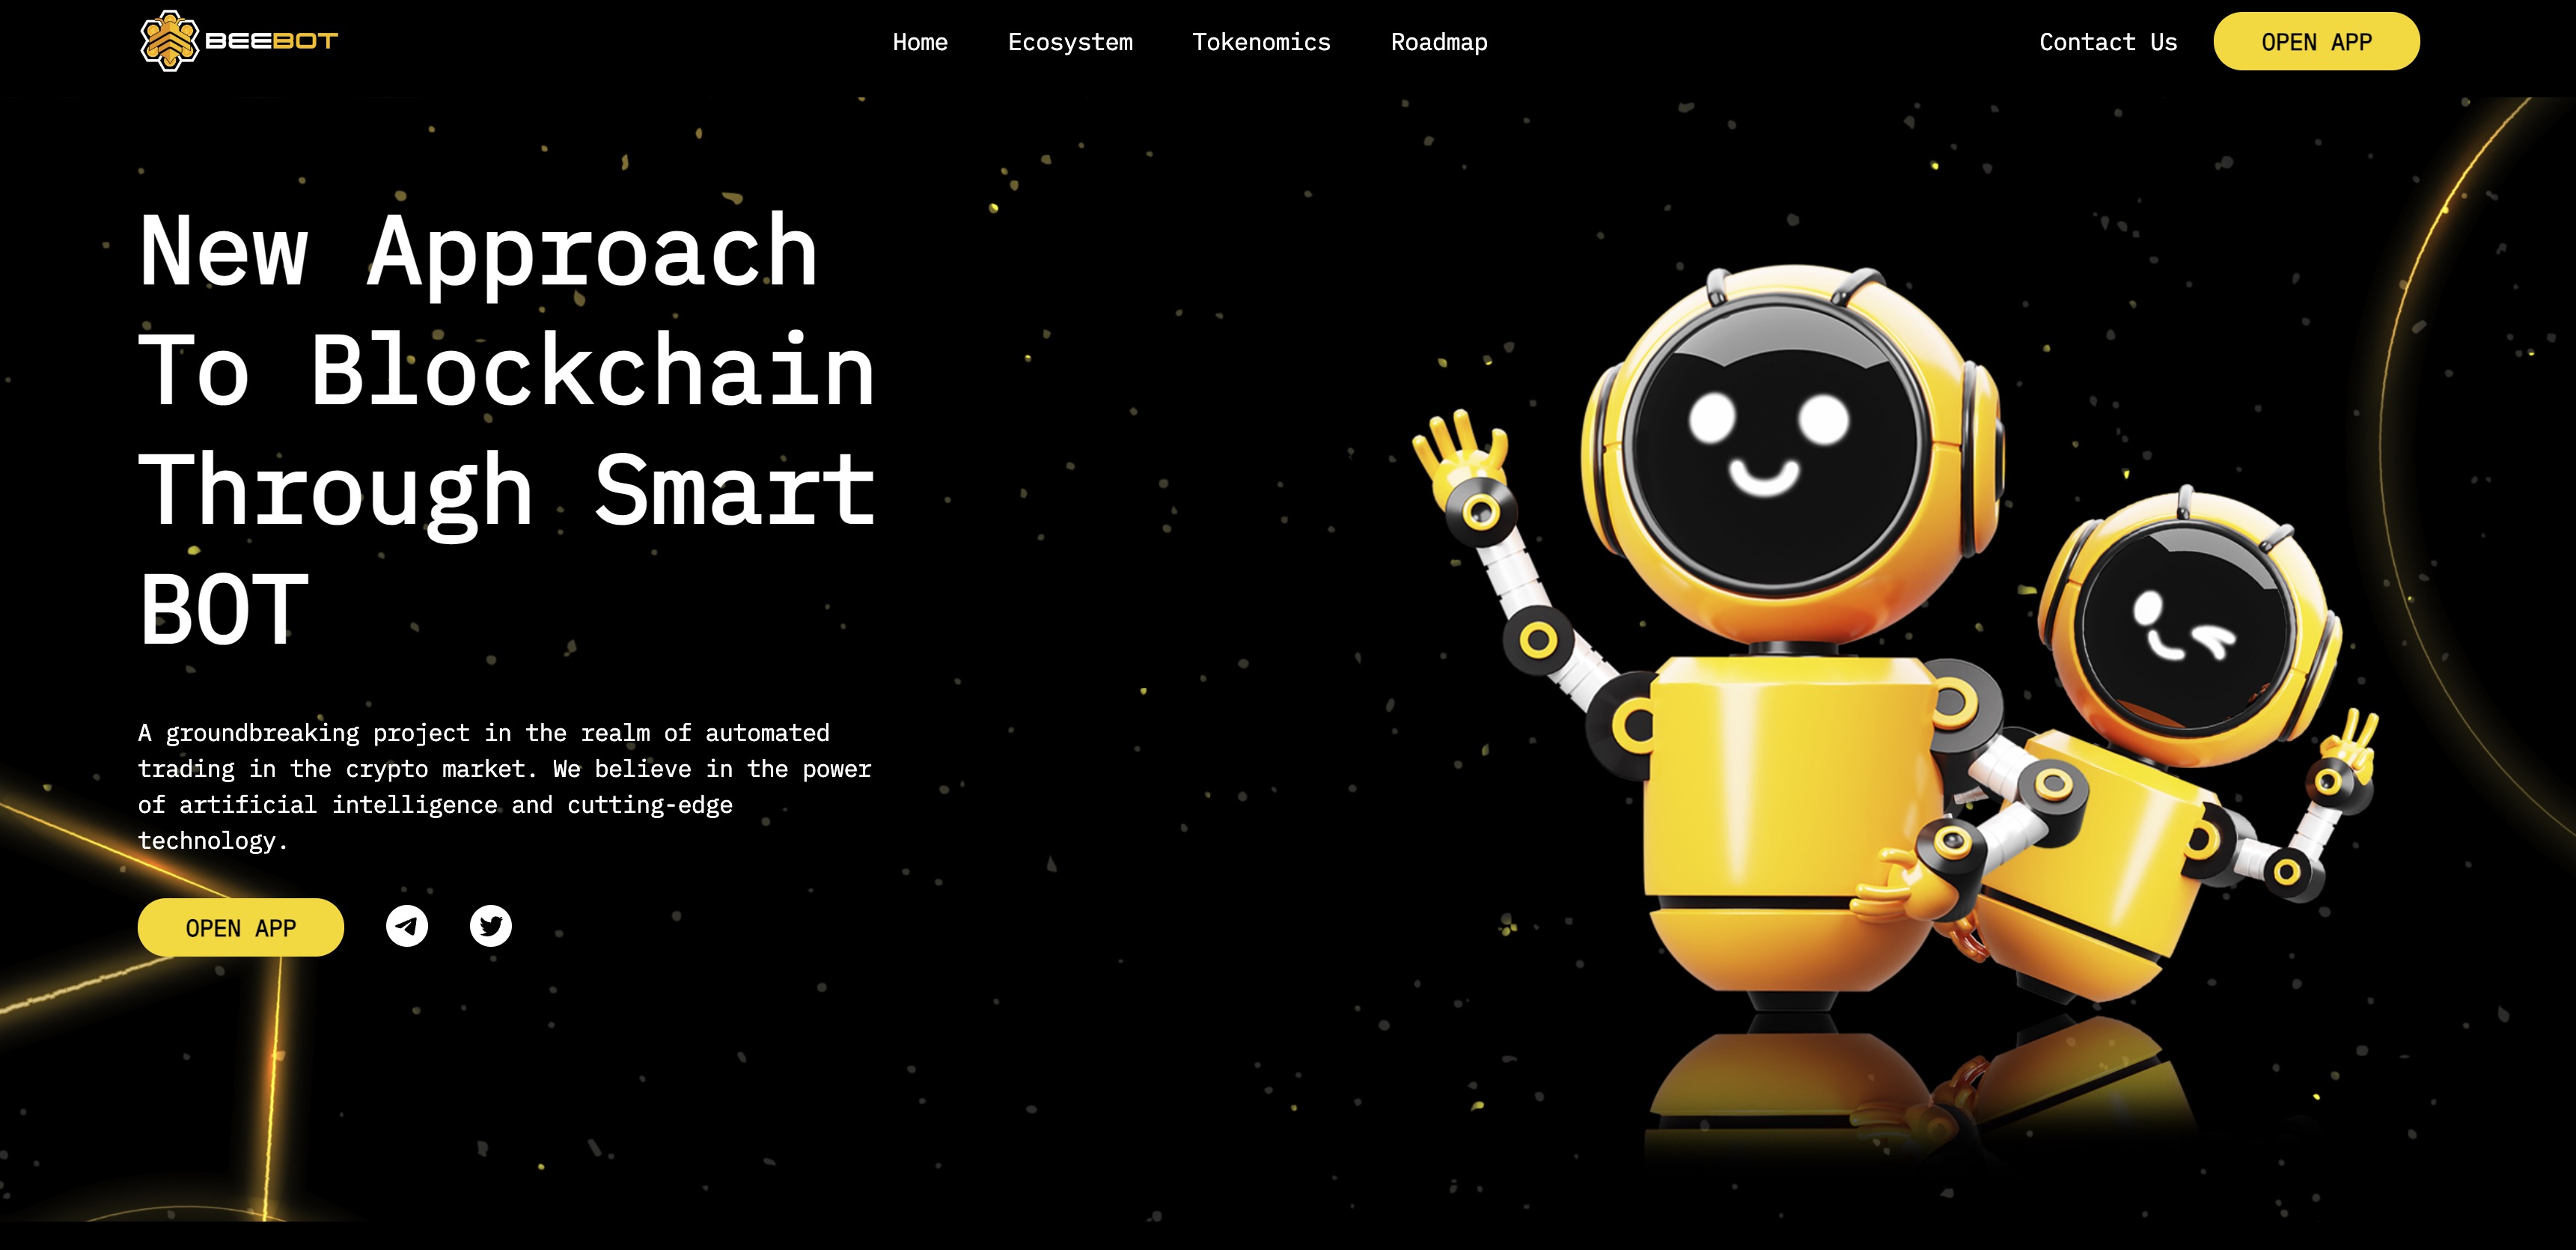 BEEBOT
Home
Ecosystem
Tokenomics
Roadmap
Contact Us
OPEN APP
New Approach
To Blockchain
Through Smart
BOT
A groundbreaking project in the realm of automated
trading in the crypto market. We believe in the power
of artificial intelligence and cutting-edge
technology.
OPEN APP